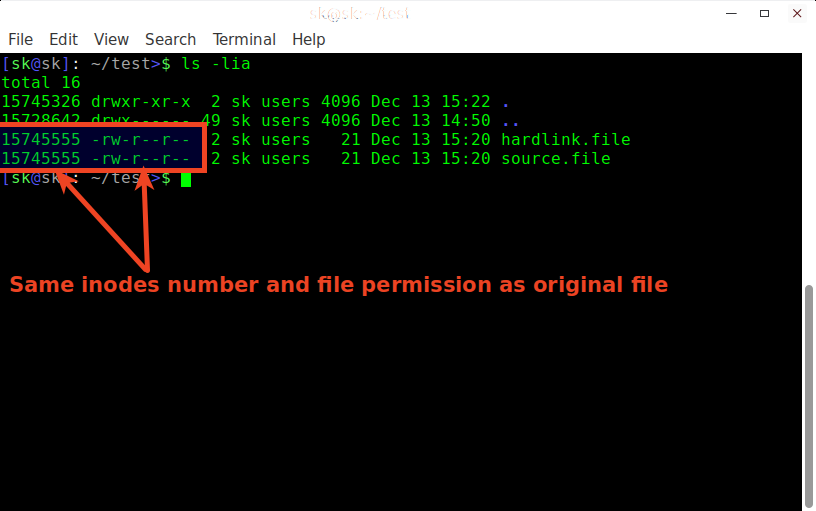 sk@sk:~/test
File Edit View Search Terminal Help
[sk@sk]: ~/test>$ ls -lia
total 16
15745326 drwxr-xr-x 2 sk users 4096 Dec 13 15:22 .
15728642 drwx------ 49 sk users 4096 Dec 13 14:50 ..
15745555 -rw-r--r-- 2 sk users 21 Dec 13 15:20 hardlink.file
15745555 -rw-r--r-- 2 sk users 21 Dec 13 15:20 source.file
[sk@sk]: ~/test>$
Same inodes number and file permission as original file